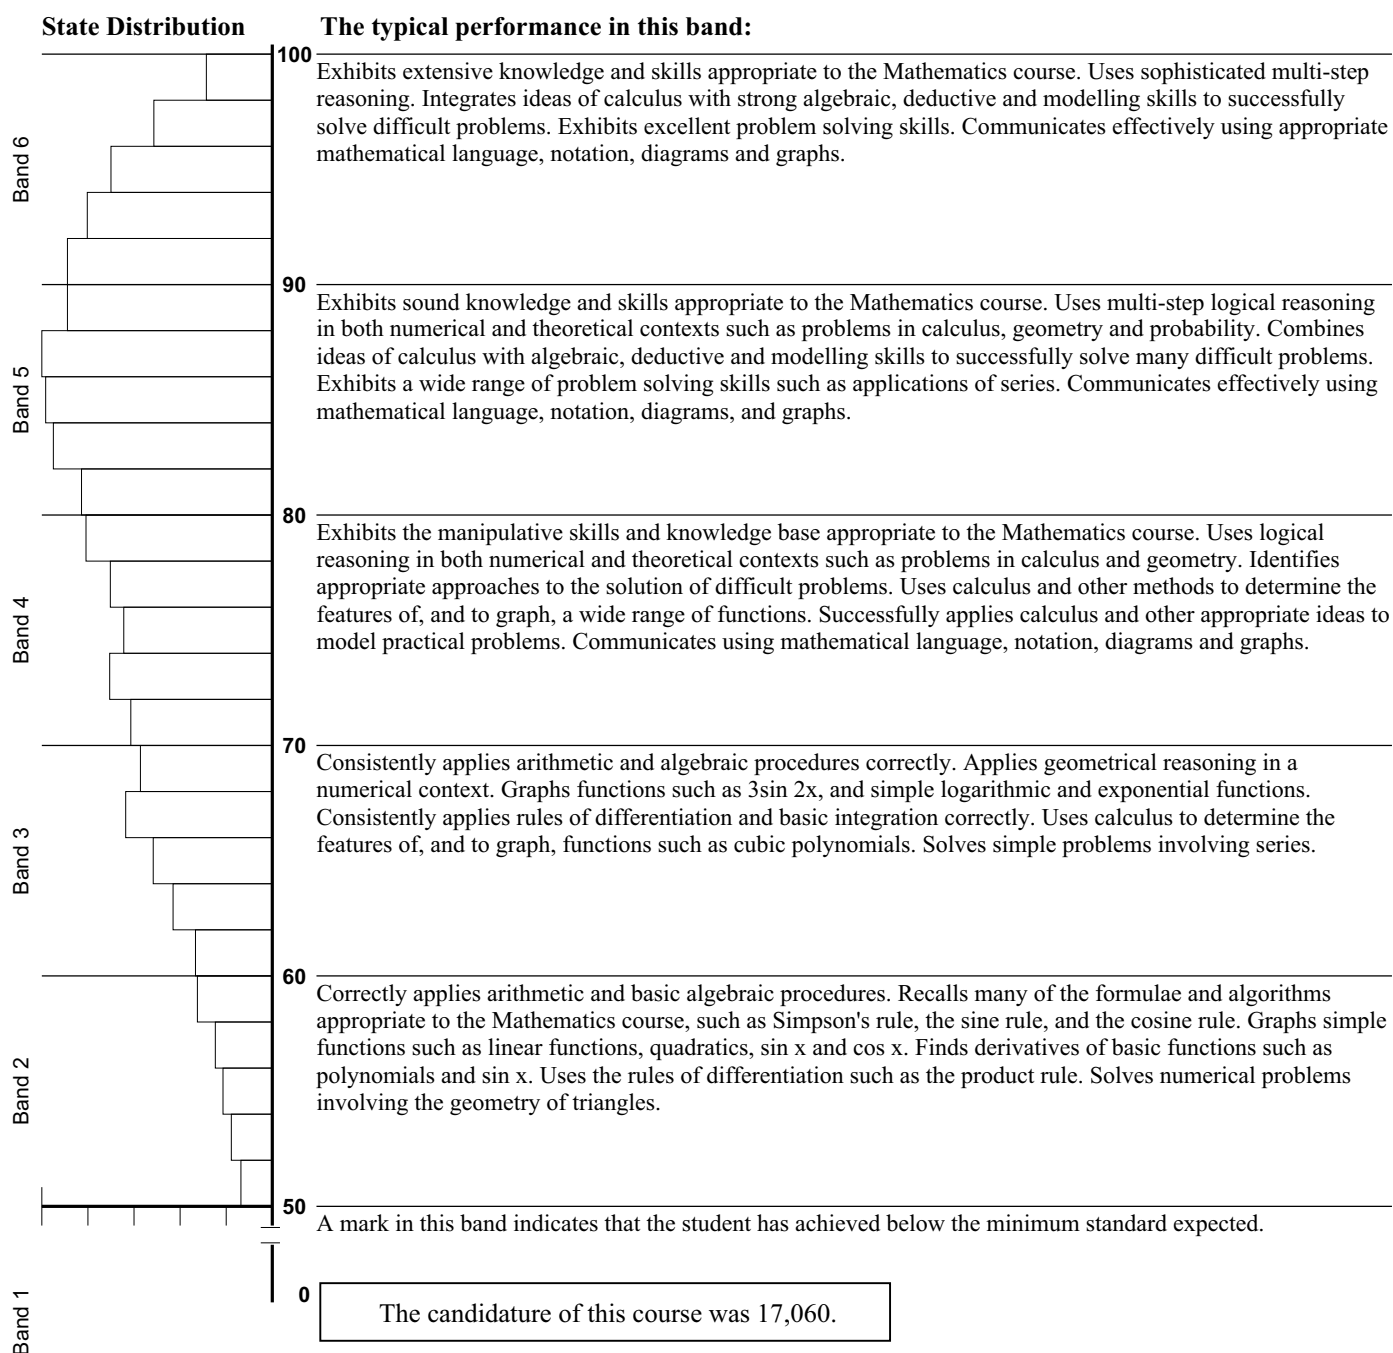 State Distribution
The typical performance in this band:
100
Exhibits extensive knowledge and skills appropriate to the Mathematics course. Uses sophisticated multi-step
reasoning. Integrates ideas of calculus with strong algebraic, deductive and modelling skills to successfully
solve difficult problems. Exhibits excellent problem solving skills. Communicates effectively using appropriate
mathematical language, notation, diagrams and graphs.
Band 6
90
Exhibits sound knowledge and skills appropriate to the Mathematics course. Uses multi-step logical reasoning
in both numerical and theoretical contexts such as problems in calculus, geometry and probability. Combines
ideas of calculus with algebraic, deductive and modelling skills to successfully solve many difficult problems.
Exhibits a wide range of problem solving skills such as applications of series. Communicates effectively using
mathematical language, notation, diagrams, and graphs.
Band 5
80
Exhibits the manipulative skills and knowledge base appropriate to the Mathematics course. Uses logical
reasoning in both numerical and theoretical contexts such as problems in calculus and geometry. Identifies
appropriate approaches to the solution of difficult problems. Uses calculus and other methods to determine the
features of, and to graph, a wide range of functions. Successfully applies calculus and other appropriate ideas to
model practical problems. Communicates using mathematical language, notation, diagrams and graphs.
Band 4
70
Consistently applies arithmetic and algebraic procedures correctly. Applies geometrical reasoning in a
numerical context. Graphs functions such as 3sin 2x, and simple logarithmic and exponential functions.
Consistently applies rules of differentiation and basic integration correctly. Uses calculus to determine the
features of, and to graph, functions such as cubic polynomials. Solves simple problems involving series.
Band 3
60
Correctly applies arithmetic and basic algebraic procedures. Recalls many of the formulae and algorithms
appropriate to the Mathematics course, such as Simpson's rule, the sine rule, and the cosine rule. Graphs simple
functions such as linear functions, quadratics, sin x and cos x. Finds derivatives of basic functions such as
polynomials and sin x. Uses the rules of differentiation such as the product rule. Solves numerical problems
involving the geometry of triangles.
Band 2
50
A mark in this band indicates that the student has achieved below the minimum standard expected.
Band 1
0
The candidature of this course was 17,060.